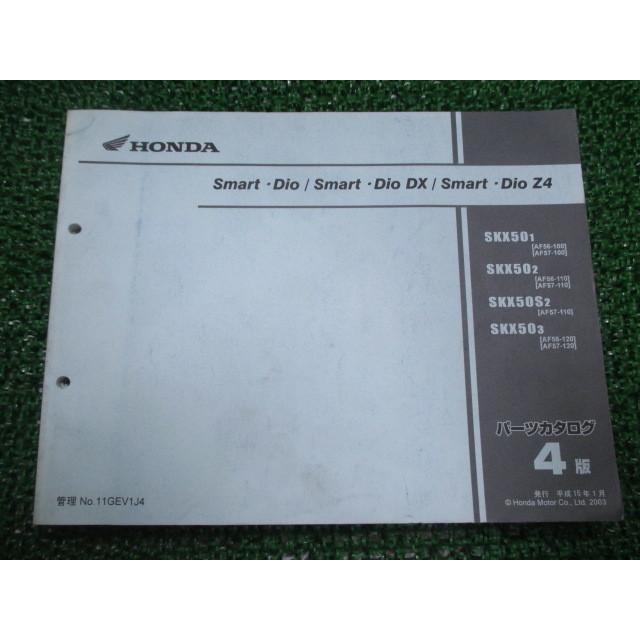 HONDA
Smart・Dio / Smart・Dio DX / Smart・Dio Z4
SKX501
[AF56-100]
[AF57-100]
SKX502
[AF56-110]
[AF57-110]
SKX50S2
[AF57-110]
SKX503
[AF56-120]
[AF57-120]
パーツカタログ
4版
管理 No.11GEV1J4
発行 平成15年1月
© Honda Motor Co., Ltd. 2003